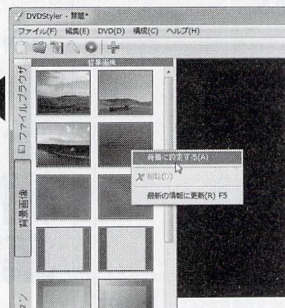 DVDStyler - 無題*
ファイル(F) 編集(E) DVD(D) 構成(C) ヘルプ(H)
背景画像
ファイルブラウザ
背景画像
背景に設定する(A)
削除(D)
最新の情報に更新(R) F5
ン